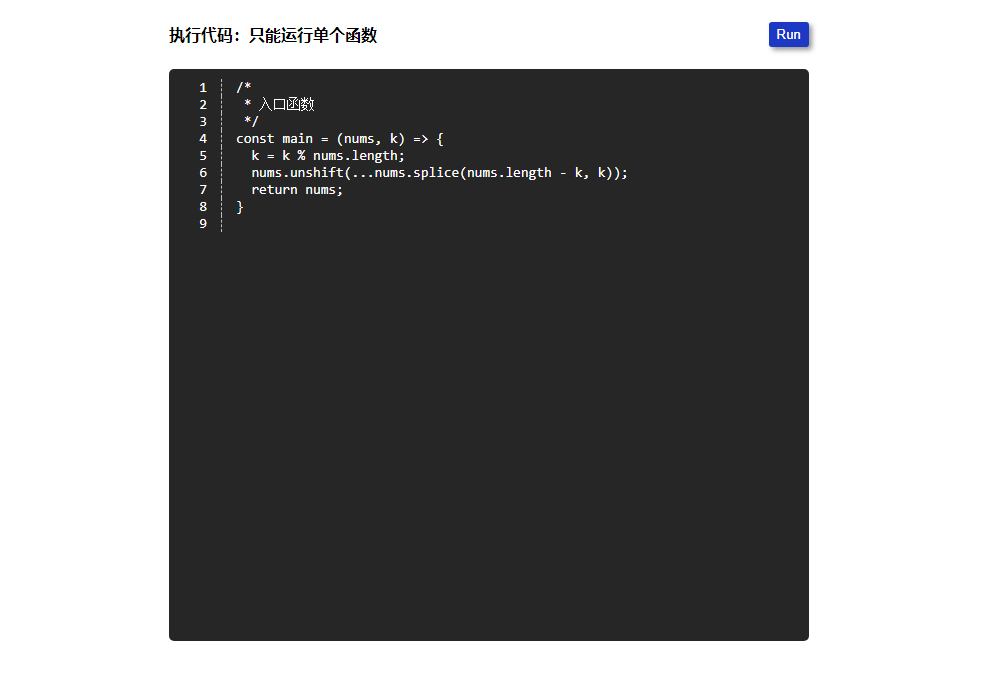 执行代码：只能运行单个函数
Run
1 /*
2  * 入口函数
3  */
4 const main = (nums, k) => {
5   k = k % nums.length;
6   nums.unshift(...nums.splice(nums.length - k, k));
7   return nums;
8 }
9